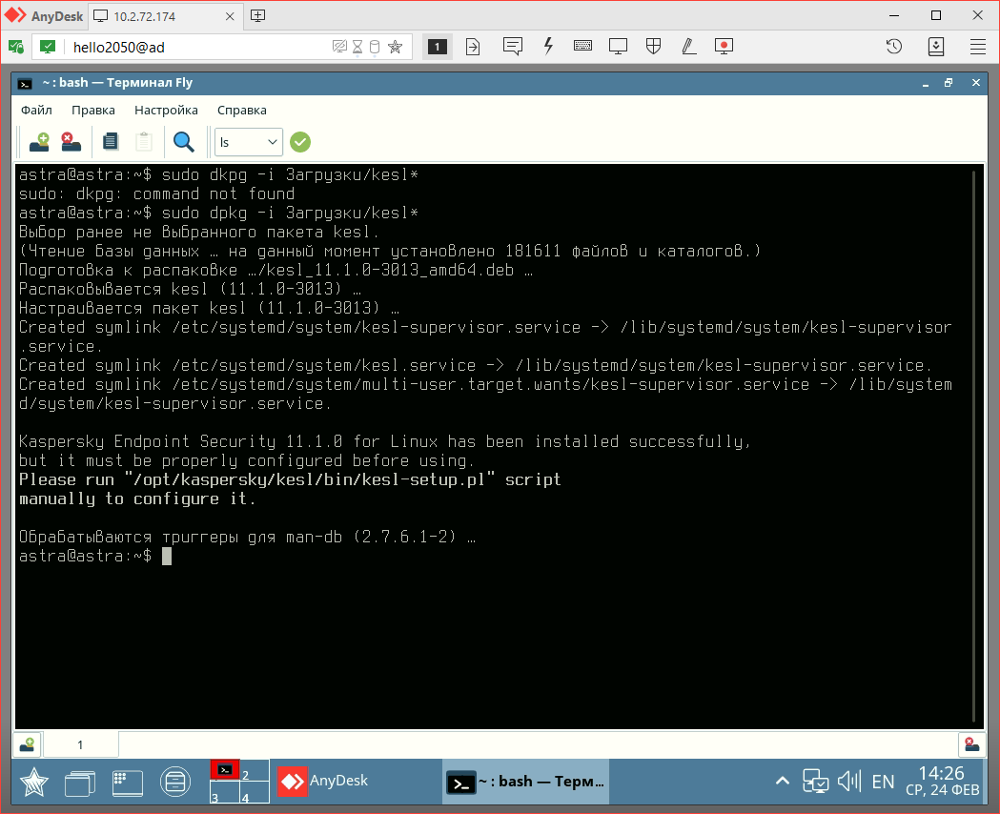 AnyDesk
10.2.72.174
hello2050@ad
1
~ : bash — Терминал Fly
Файл Правка Настройка Справка
ls
astra@astra:~$ sudo dkpg -i Загрузки/kesl*
sudo: dkpg: command not found
astra@astra:~$ sudo dpkg -i Загрузки/kesl*
Выбор ранее не выбранного пакета kesl.
(Чтение базы данных … на данный момент установлено 181611 файлов и каталогов.)
Подготовка к распаковке …/kesl_11.1.0-3013_amd64.deb …
Распаковывается kesl (11.1.0-3013) …
Настраивается пакет kesl (11.1.0-3013) …
Created symlink /etc/systemd/system/kesl-supervisor.service -> /lib/systemd/system/kesl-supervisor
.service.
Created symlink /etc/systemd/system/kesl.service -> /lib/systemd/system/kesl-supervisor.service.
Created symlink /etc/systemd/system/multi-user.target.wants/kesl-supervisor.service -> /lib/system
d/system/kesl-supervisor.service.
Kaspersky Endpoint Security 11.1.0 for Linux has been installed successfully,
but it must be properly configured before using.
Please run "/opt/kaspersky/kesl/bin/kesl-setup.pl" script
manually to configure it.
Обрабатываются триггеры для man-db (2.7.6.1-2) …
astra@astra:~$
1
2
3 4
AnyDesk
~ : bash — Терм…
EN
14:26
СР, 24 ФЕВ